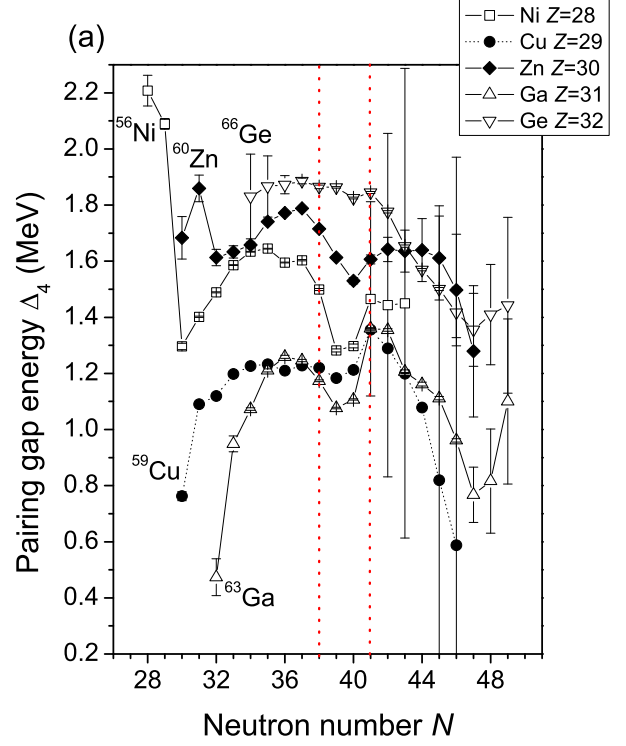 (a)
Ni Z=28
Cu Z=29
Zn Z=30
Ga Z=31
Ge Z=32
2.2
2.0
1.8
1.6
1.4
1.2
1.0
0.8
0.6
0.4
0.2
Pairing gap energy Δ₄ (MeV)
⁵⁶Ni
⁶⁰Zn
⁶⁶Ge
⁵⁹Cu
⁶³Ga
28 32 36 40 44 48
Neutron number N